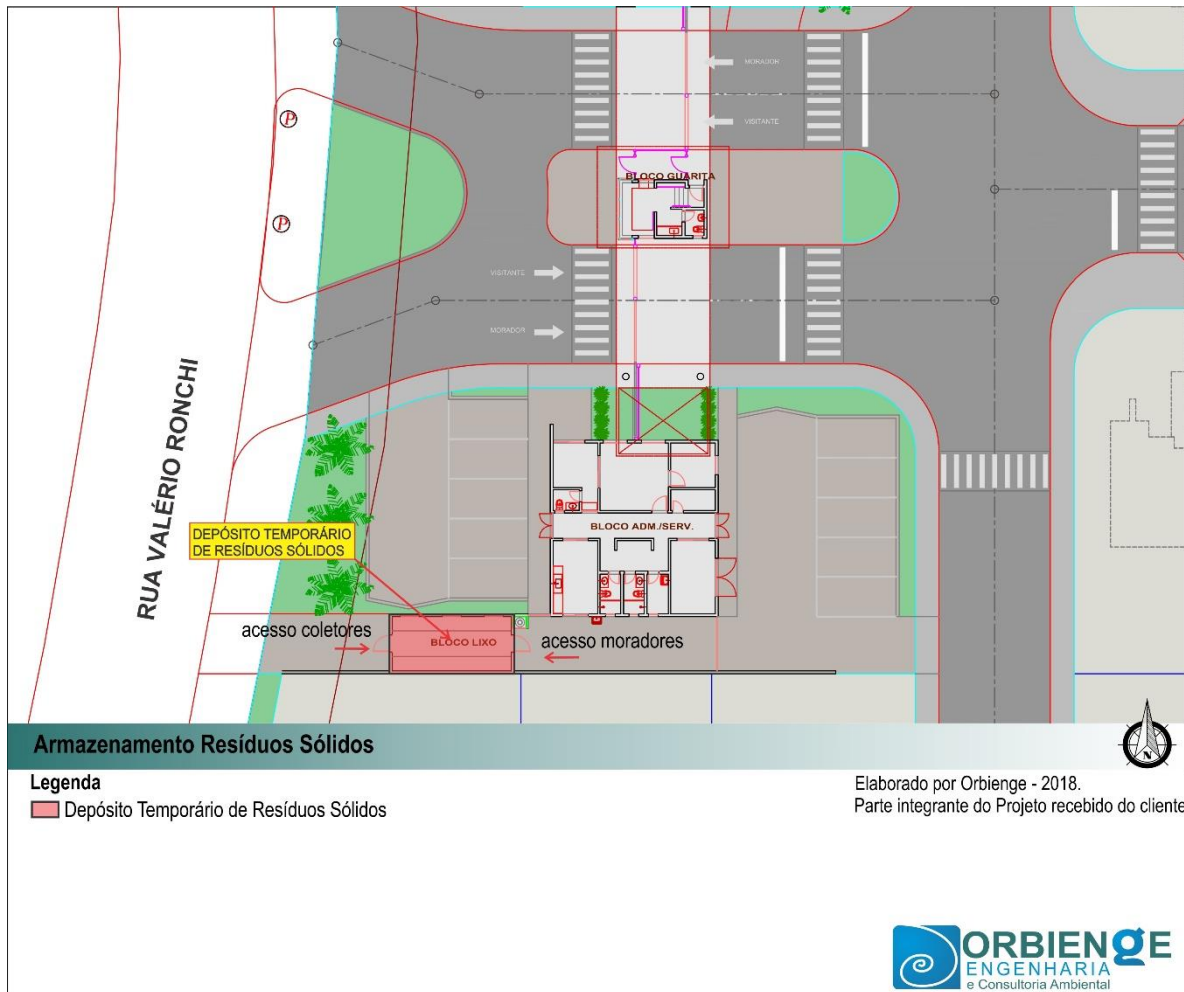 MORADOR
VISITANTE
P
BLOCO GUARITA
P
VISITANTE
MORADOR
RUA VALÉRIO RONCHI
DEPÓSITO TEMPORÁRIO
DE RESÍDUOS SÓLIDOS
BLOCO ADM./SERV.
acesso coletores
BLOCO LIXO
acesso moradores
Armazenamento Resíduos Sólidos
N
Legenda
Depósito Temporário de Resíduos Sólidos
Elaborado por Orbienge - 2018.
Parte integrante do Projeto recebido do cliente
ORBIENGE
ENGENHARIA
e Consultoria Ambiental